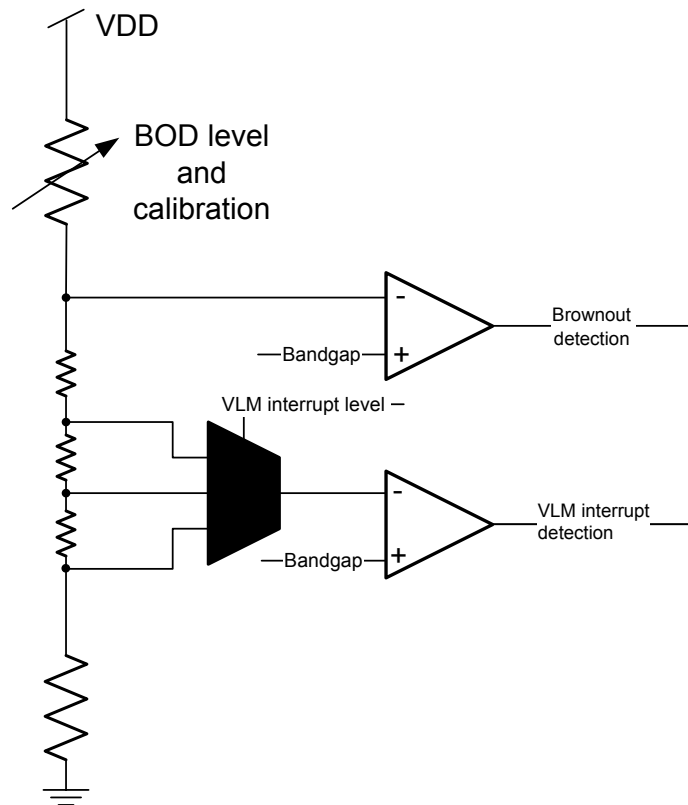 VDD
BOD level
and
calibration
-
Brownout
detection
Bandgap
+
VLM interrupt level
-
VLM interrupt
detection
Bandgap
+